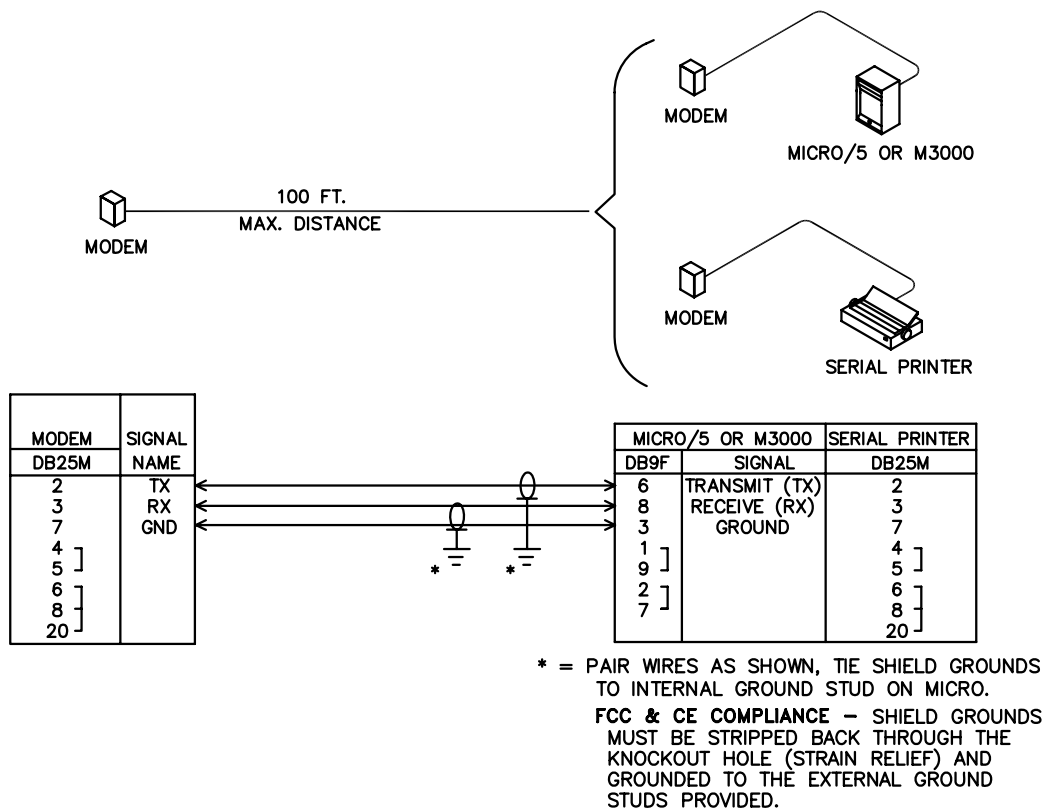 MODEM
MICRO/5 OR M3000
100 FT.
MAX. DISTANCE
MODEM
MODEM
SERIAL PRINTER
MODEM SIGNAL
DB25M NAME
2 TX
3 RX
7 GND
4
5
6
8
20
* *
MICRO/5 OR M3000 SERIAL PRINTER
DB9F SIGNAL DB25M
6 TRANSMIT (TX) 2
8 RECEIVE (RX) 3
3 GROUND 7
1 4
9 5
2 6
7 8
20
* = PAIR WIRES AS SHOWN, TIE SHIELD GROUNDS
TO INTERNAL GROUND STUD ON MICRO.
FCC & CE COMPLIANCE – SHIELD GROUNDS
MUST BE STRIPPED BACK THROUGH THE
KNOCKOUT HOLE (STRAIN RELIEF) AND
GROUNDED TO THE EXTERNAL GROUND
STUDS PROVIDED.